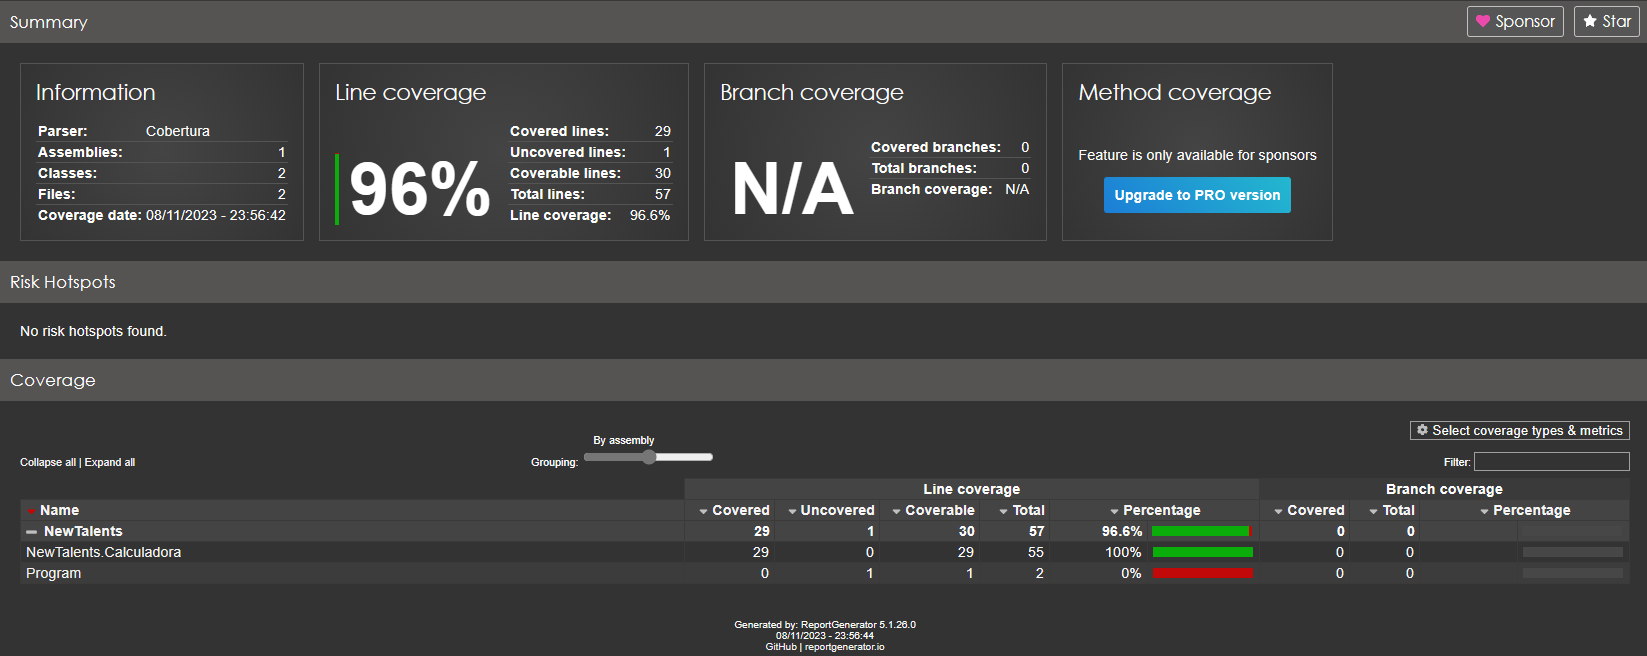 Summary
Sponsor
Star
Information
Parser: Cobertura
Assemblies: 1
Classes: 2
Files: 2
Coverage date: 08/11/2023 - 23:56:42
Line coverage
96%
Covered lines: 29
Uncovered lines: 1
Coverable lines: 30
Total lines: 57
Line coverage: 96.6%
Branch coverage
N/A
Covered branches: 0
Total branches: 0
Branch coverage: N/A
Method coverage
Feature is only available for sponsors
Upgrade to PRO version
Risk Hotspots
No risk hotspots found.
Coverage
Collapse all | Expand all
By assembly
Grouping:
Select coverage types & metrics
Filter:
Line coverage Branch coverage
Name Covered Uncovered Coverable Total Percentage Covered Total Percentage
NewTalents 29 1 30 57 96.6% 0 0
NewTalents.Calculadora 29 0 29 55 100% 0 0
Program 0 1 1 2 0% 0 0
Generated by: ReportGenerator 5.1.26.0
08/11/2023 - 23:56:44
GitHub | reportgenerator.io